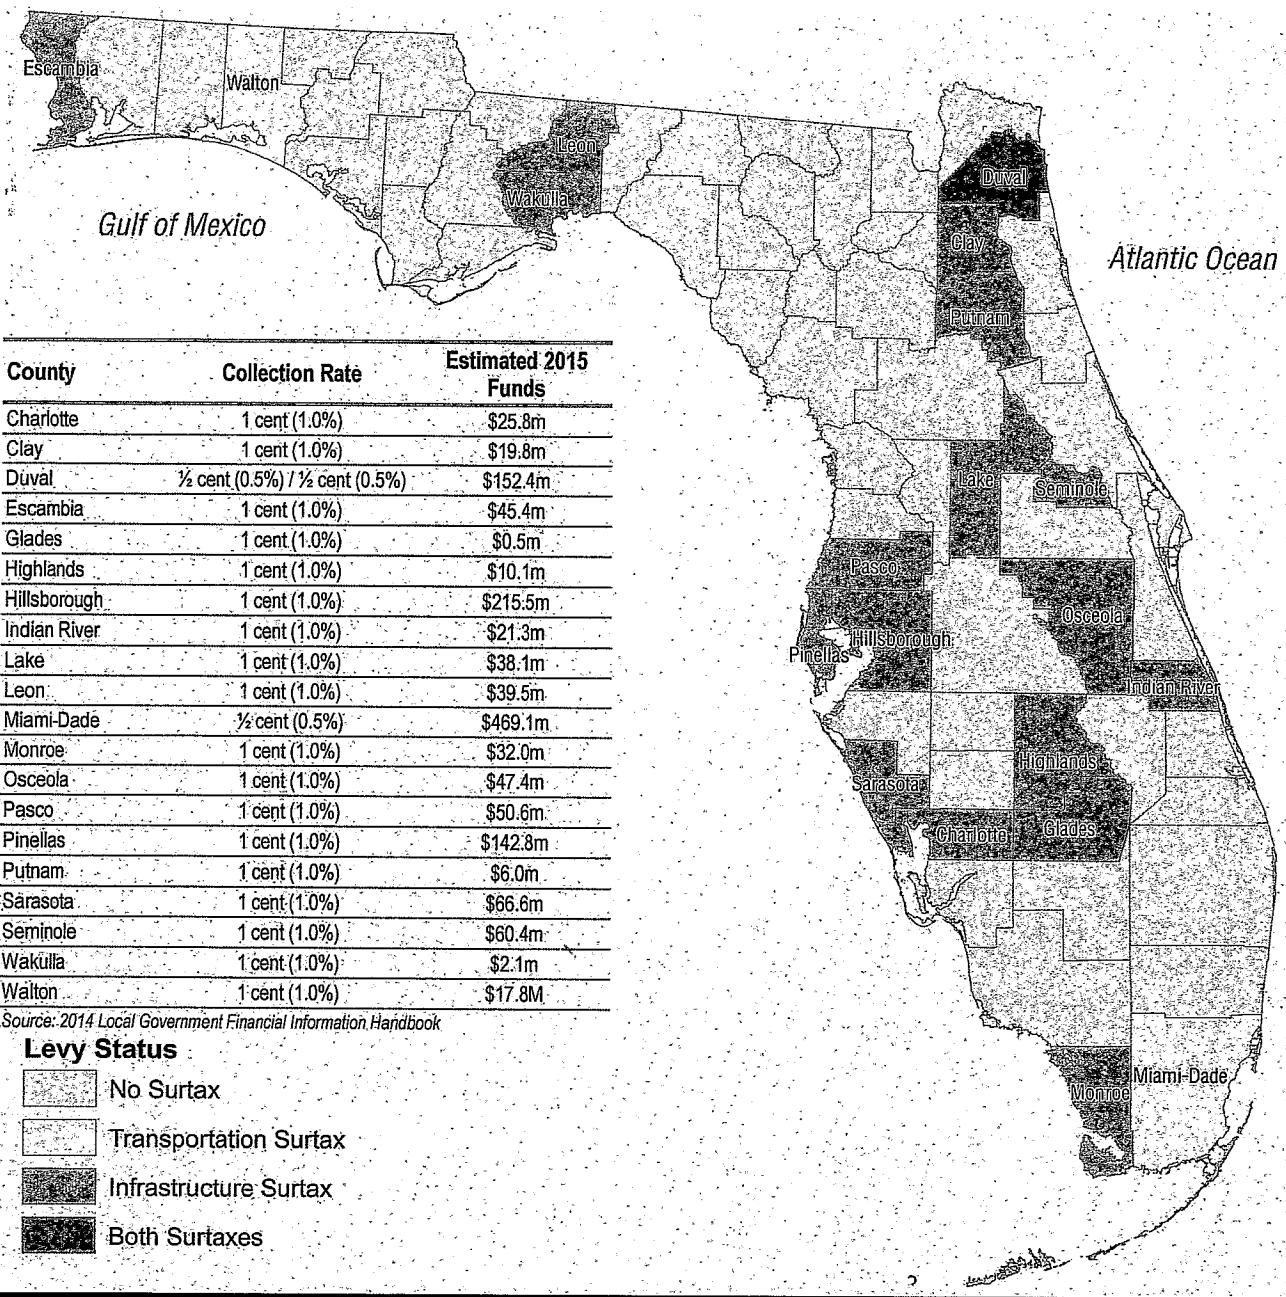 Escambia
Walton
Leon
Wakulla
Duval
Clay
Putnam
Gulf of Mexico
Atlantic Ocean
County Collection Rate Estimated 2015 Funds
Charlotte 1 cent (1.0%) $25.8m
Clay 1 cent (1.0%) $19.8m
Duval ½ cent (0.5%) / ½ cent (0.5%) $152.4m
Escambia 1 cent (1.0%) $45.4m
Glades 1 cent (1.0%) $0.5m
Highlands 1 cent (1.0%) $10.1m
Hillsborough 1 cent (1.0%) $215.5m
Indian River 1 cent (1.0%) $21.3m
Lake 1 cent (1.0%) $38.1m
Leon 1 cent (1.0%) $39.5m
Miami-Dade ½ cent (0.5%) $469.1m
Monroe 1 cent (1.0%) $32.0m
Osceola 1 cent (1.0%) $47.4m
Pasco 1 cent (1.0%) $50.6m
Pinellas 1 cent (1.0%) $142.8m
Putnam 1 cent (1.0%) $6.0m
Sarasota 1 cent (1.0%) $66.6m
Seminole 1 cent (1.0%) $60.4m
Wakulla 1 cent (1.0%) $2.1m
Walton 1 cent (1.0%) $17.8M
Source: 2014 Local Government Financial Information Handbook
Lake
Seminole
Pasco
Osceola
Hillsborough
Pinellas
Indian River
Highlands
Sarasota
Charlotte
Glades
Miami-Dade
Monroe
Levy Status
No Surtax
Transportation Surtax
Infrastructure Surtax
Both Surtaxes